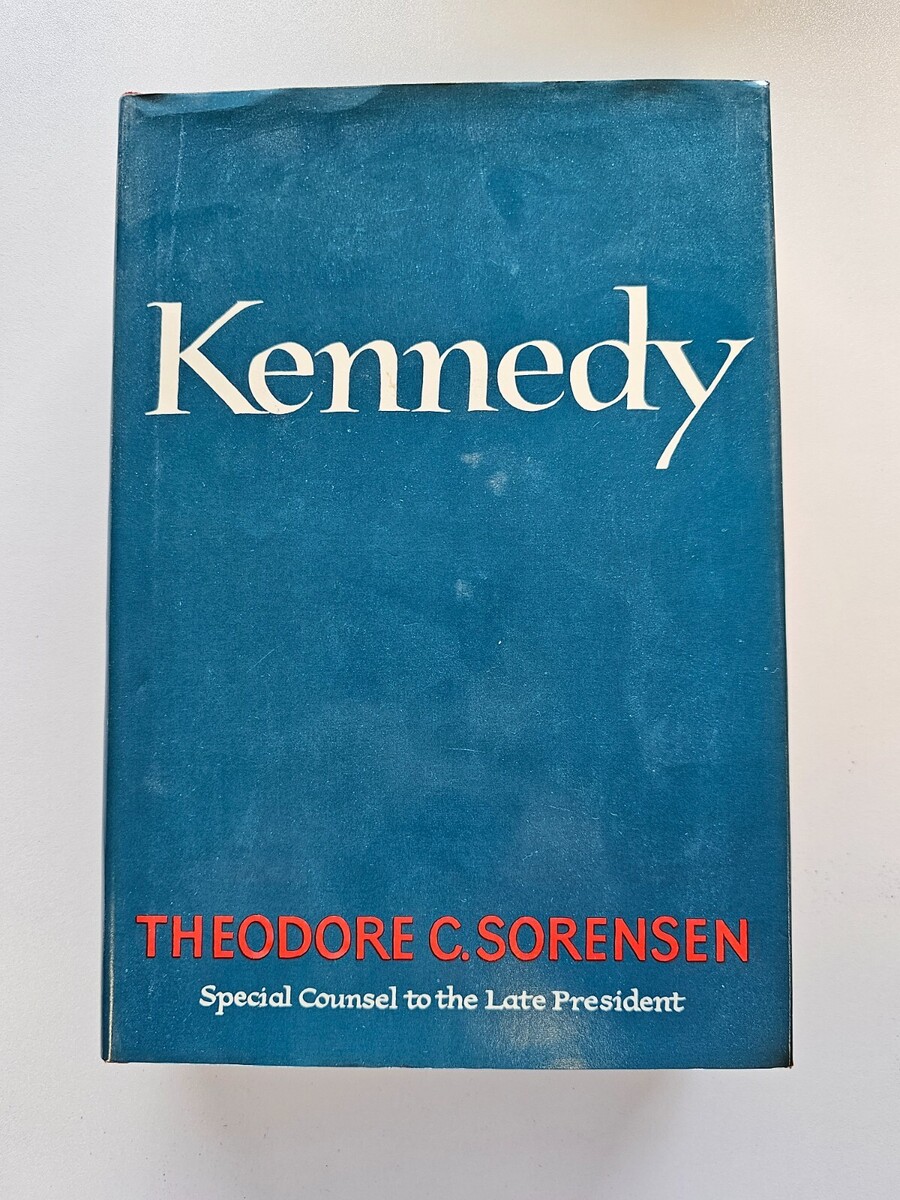 Kennedy
THEODORE C. SORENSEN
Special Counsel to the Late President